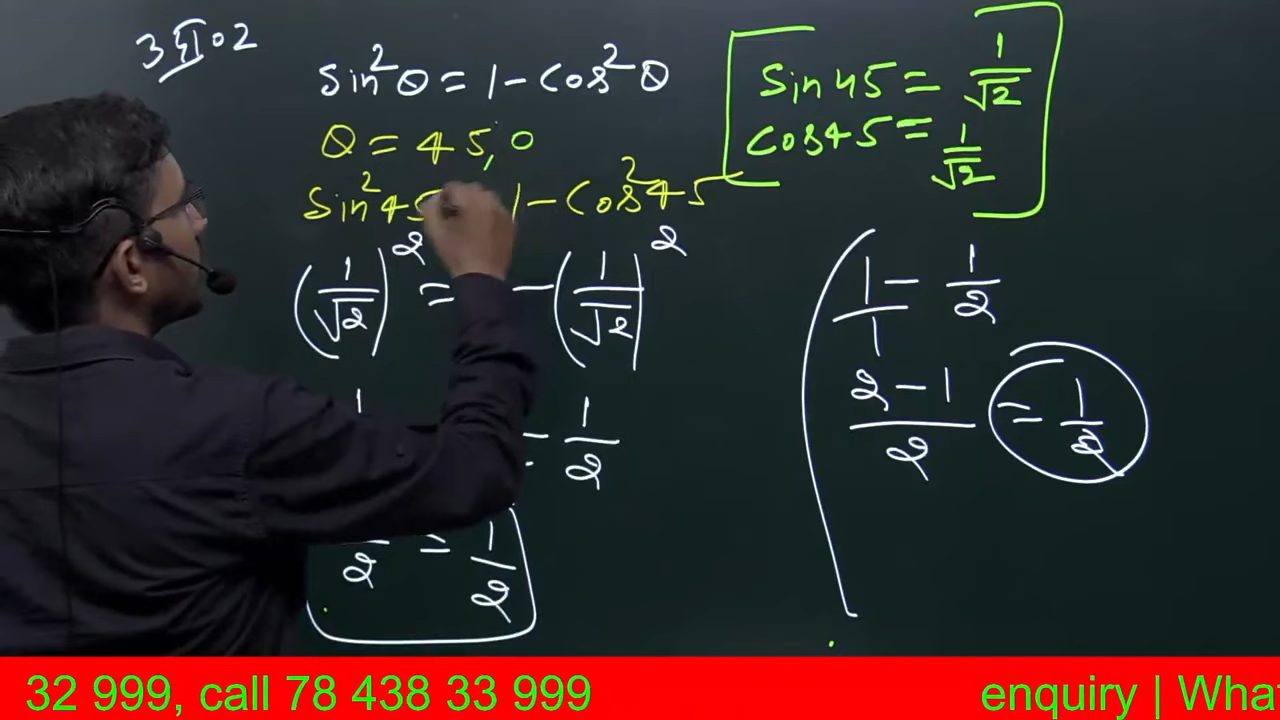 sin²θ = 1 - cos²θ
θ = 45, 0
sin²45 1 - cos²45
(1/√2)² = - (1/√2)²
1 - 1/2
2 = 1/2
sin 45 = 1/√2
cos 45 = 1/√2
1/1 - 1/2
2 - 1/2 = 1/2
32 999, call 78 438 33 999 enquiry | Wha